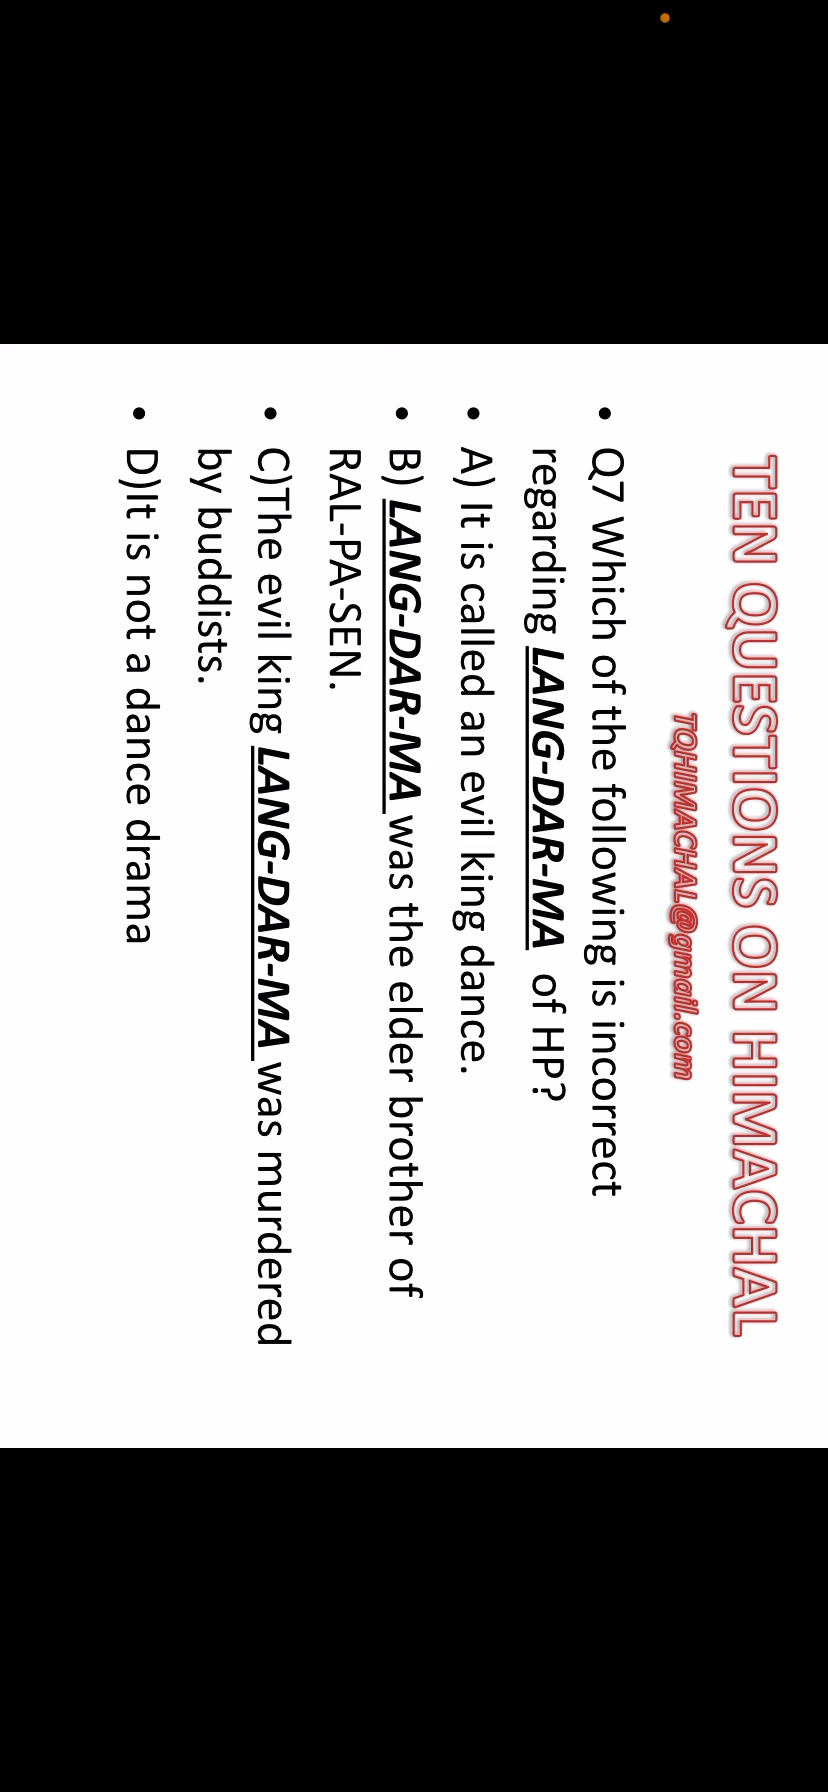 TEN QUESTIONS ON HIMACHAL
TQHIMACHAL@gmail.com
• Q7 Which of the following is incorrect
regarding LANG-DAR-MA of HP?
• A) It is called an evil king dance.
• B) LANG-DAR-MA was the elder brother of
RAL-PA-SEN.
• C)The evil king LANG-DAR-MA was murdered
by buddists.
• D)It is not a dance drama